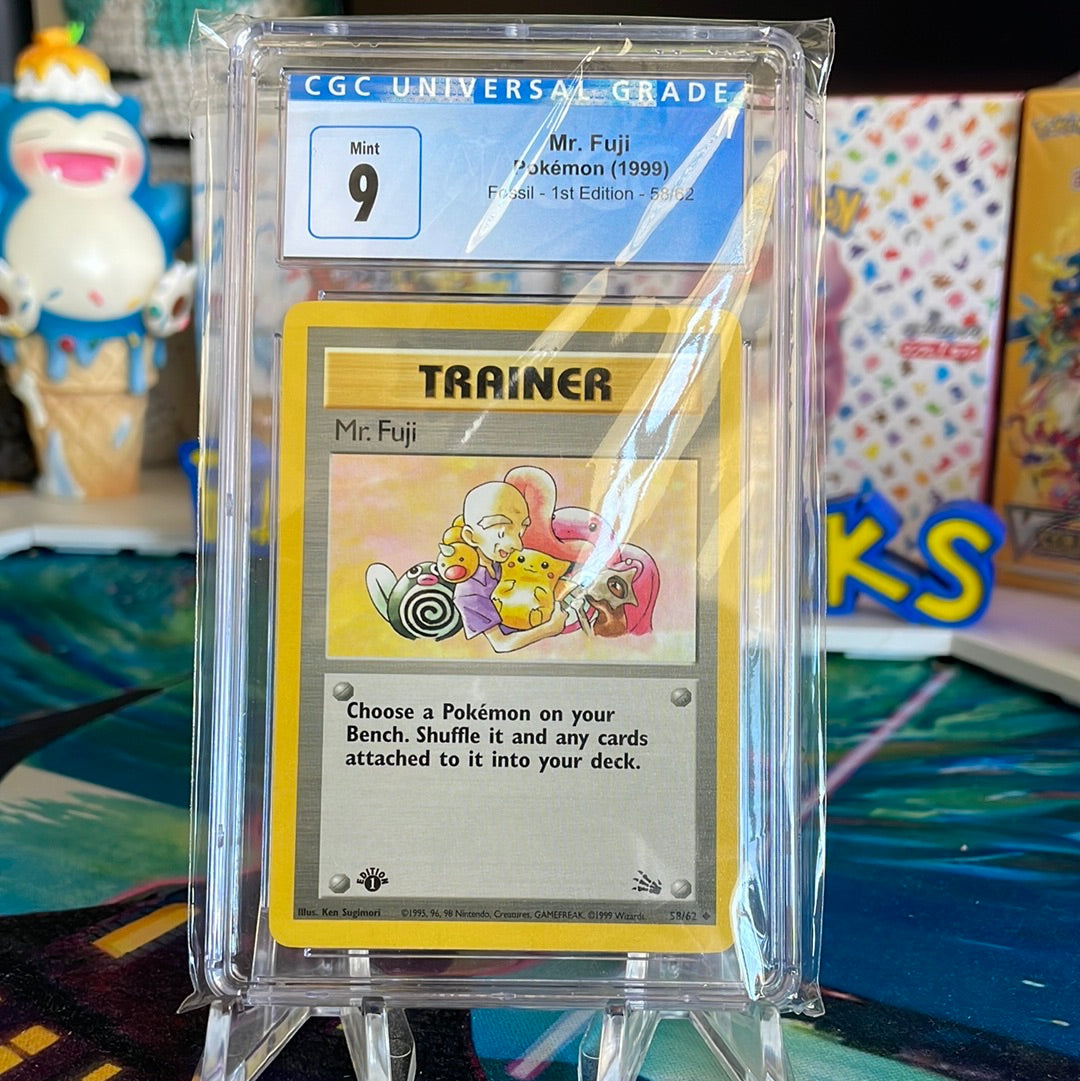 CGC UNIVERSAL GRADE
Mint
9
Mr. Fuji
Pokémon (1999)
Fossil - 1st Edition - 58/62
TRAINER
Mr. Fuji
Choose a Pokémon on your
Bench. Shuffle it and any cards
attached to it into your deck.
EDITION
1
Illus. Ken Sugimori ©1995, 96, 98 Nintendo, Creatures, GAMEFREAK. ©1999 Wizards. 58/62
KS